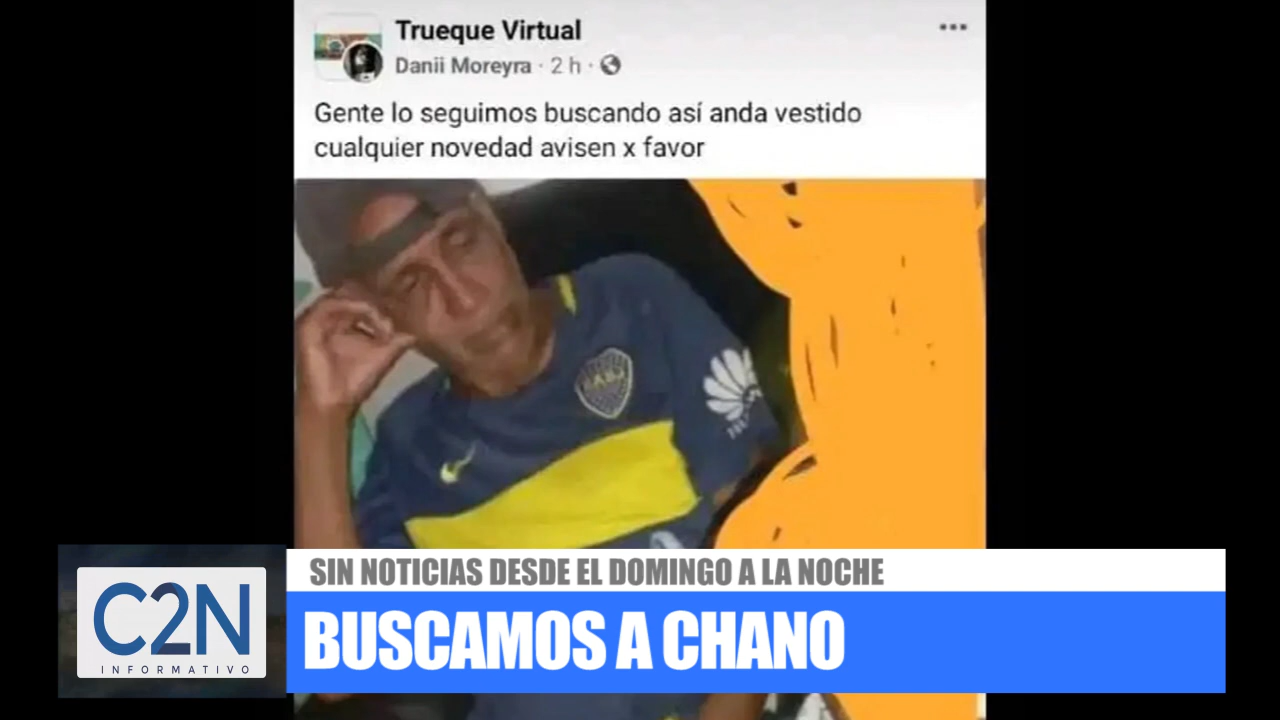 Trueque Virtual
Danii Moreyra · 2 h ·
Gente lo seguimos buscando así anda vestido
cualquier novedad avisen x favor
CABJ
SIN NOTICIAS DESDE EL DOMINGO A LA NOCHE
BUSCAMOS A CHANO
C2N
INFORMATIVO